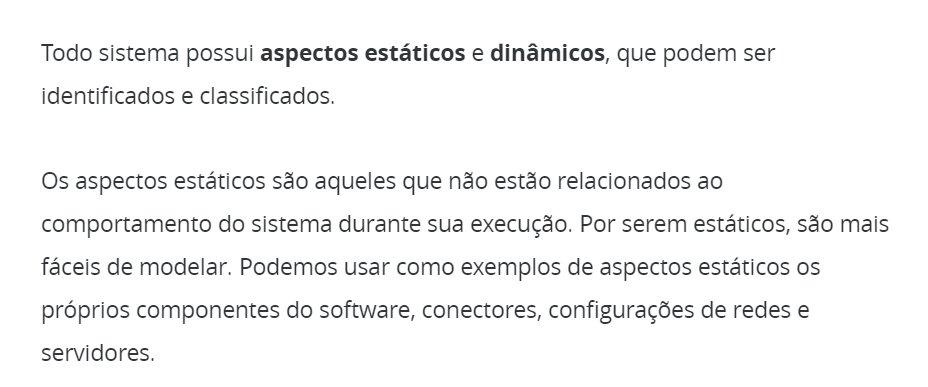 Todo sistema possui aspectos estáticos e dinâmicos, que podem ser
identificados e classificados.
Os aspectos estáticos são aqueles que não estão relacionados ao
comportamento do sistema durante sua execução. Por serem estáticos, são mais
fáceis de modelar. Podemos usar como exemplos de aspectos estáticos os
próprios componentes do software, conectores, configurações de redes e
servidores.